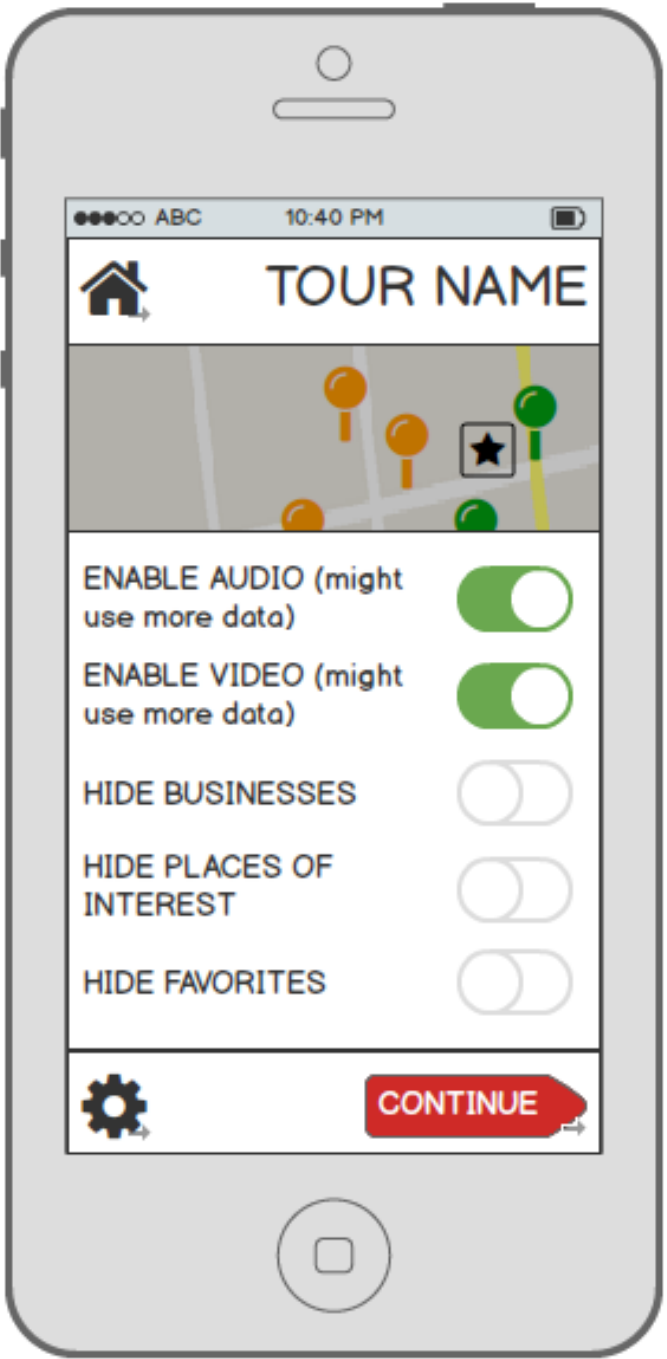 ABC 10:40 PM
TOUR NAME
ENABLE AUDIO (might
use more data)
ENABLE VIDEO (might
use more data)
HIDE BUSINESSES
HIDE PLACES OF
INTEREST
HIDE FAVORITES
CONTINUE